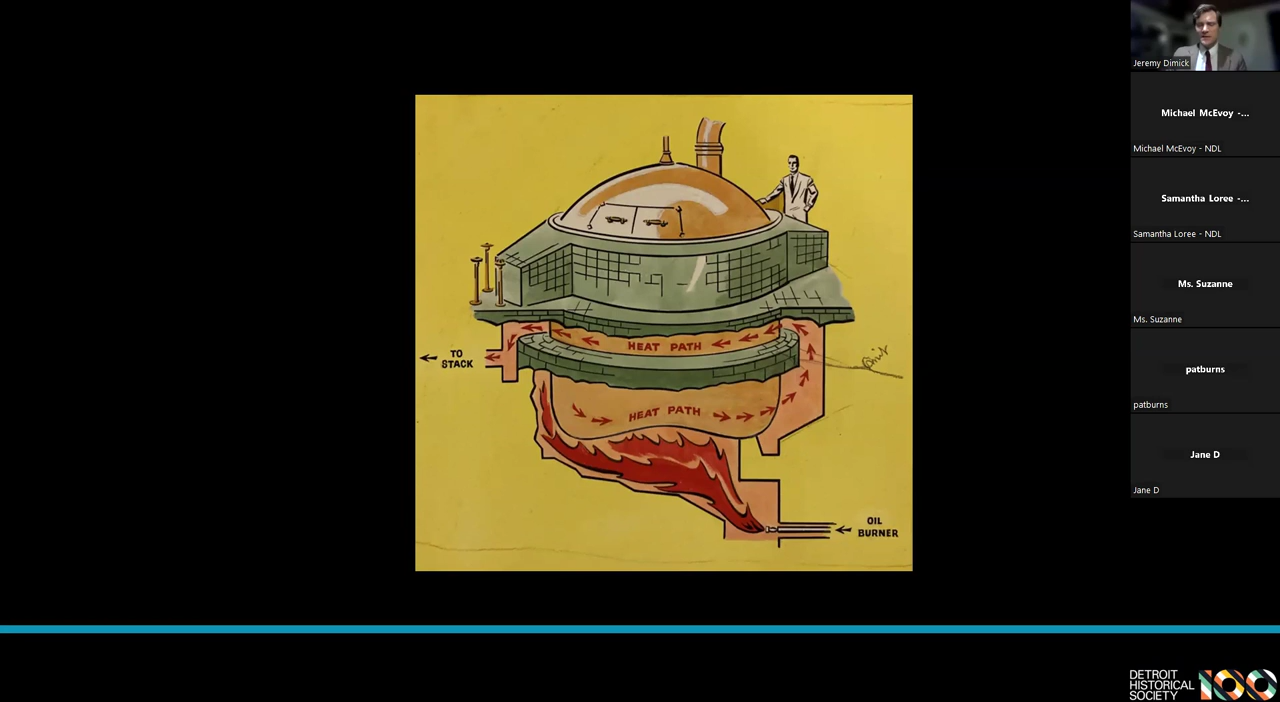 TO
STACK
HEAT PATH
HEAT PATH
OIL
BURNER
Jeremy Dimick
Michael McEvoy -...
Michael McEvoy - NDL
Samantha Loree -...
Samantha Loree - NDL
Ms. Suzanne
Ms. Suzanne
patburns
patburns
Jane D
Jane D
DETROIT
HISTORICAL
SOCIETY
100